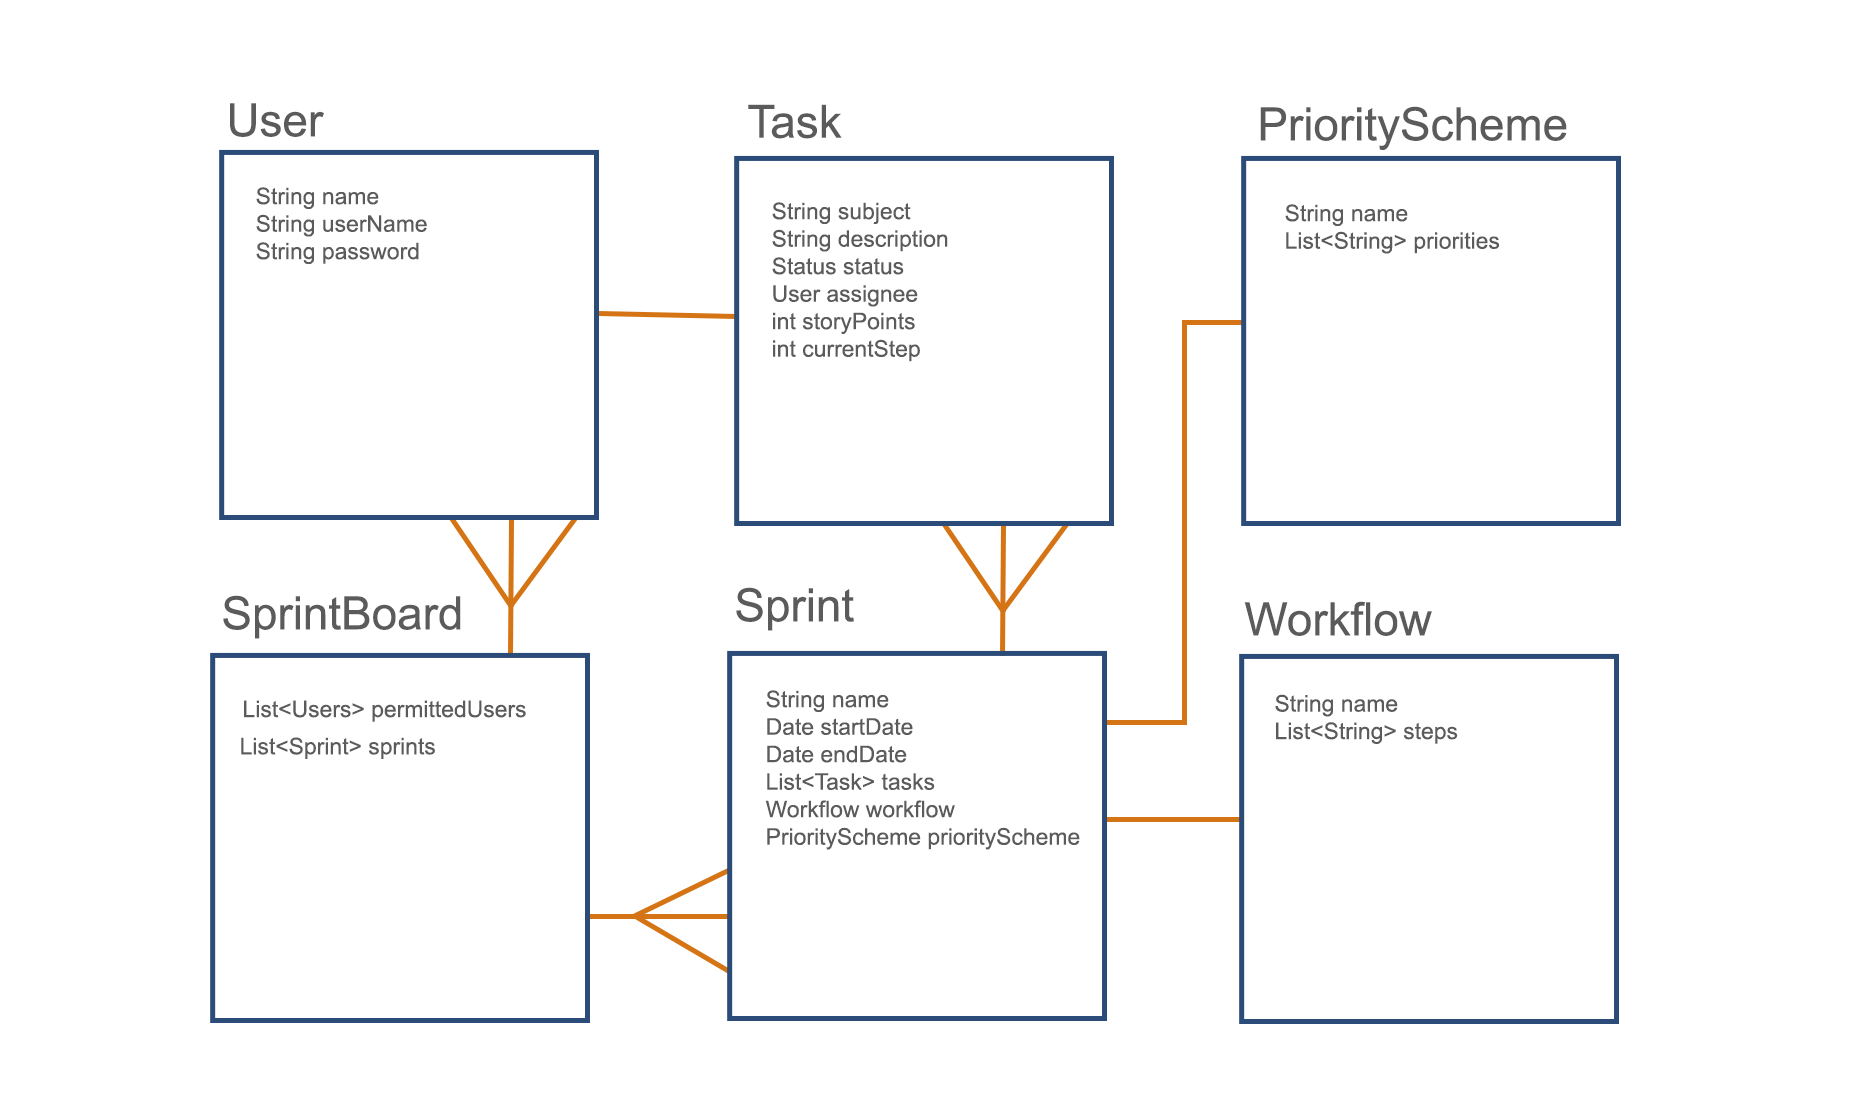 User
String name
String userName
String password
Task
String subject
String description
Status status
User assignee
int storyPoints
int currentStep
PriorityScheme
String name
List<String> priorities
SprintBoard
List<Users> permittedUsers
List<Sprint> sprints
Sprint
String name
Date startDate
Date endDate
List<Task> tasks
Workflow workflow
PriorityScheme priorityScheme
Workflow
String name
List<String> steps